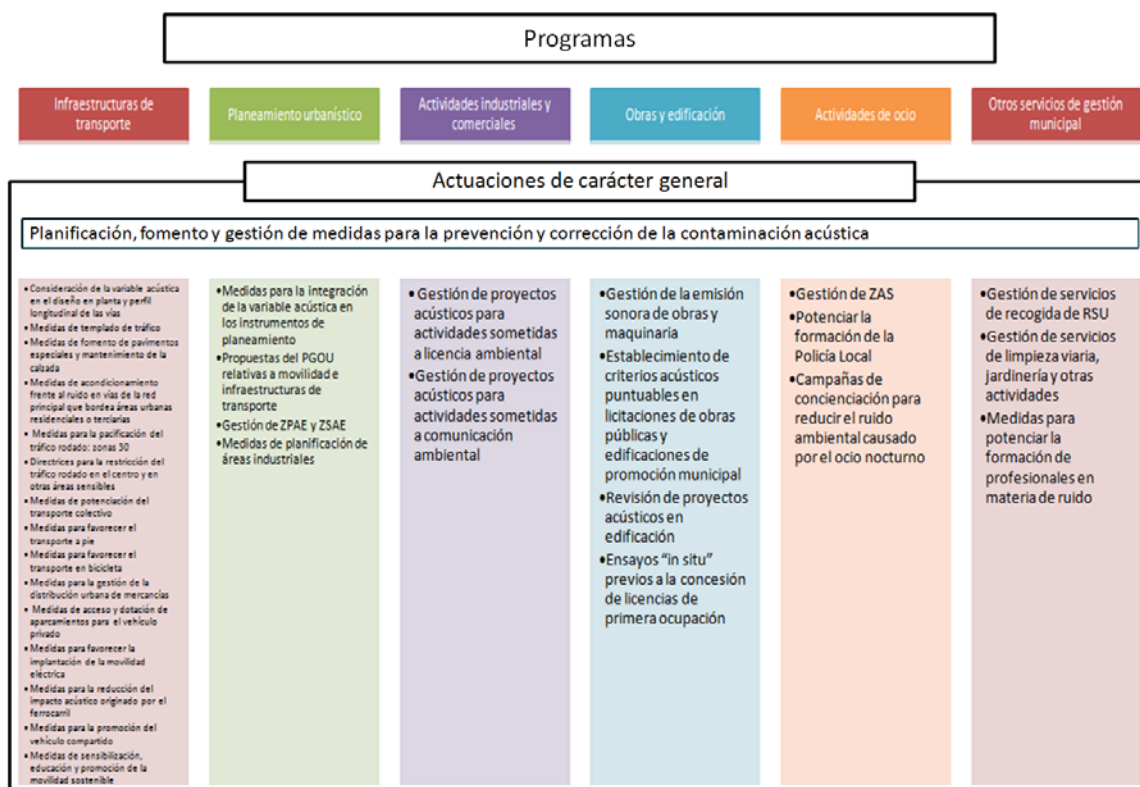 Programas
Infraestructuras de
transporte
Planeamiento urbanístico
Actividades industriales y
comerciales
Obras y edificación
Actividades de ocio
Otros servicios de gestión
municipal
Actuaciones de carácter general
Planificación, fomento y gestión de medidas para la prevención y corrección de la contaminación acústica
•Consideración de la variable acústica
en el diseño en planta y perfil
longitudinal de las vías
•Medidas de templado de tráfico
•Medidas de fomento de pavimentos
especiales y mantenimiento de la
calzada
•Medidas de acondicionamiento
frente al ruido en vías de la red
principal que bordea áreas urbanas
residenciales o terciarias
• Medidas para la pacificación del
tráfico rodado: zonas 30
•Directrices para la restricción del
tráfico rodado en el centro y en
otras áreas sensibles
•Medidas de potenciación del
transporte colectivo
•Medidas para favorecer el
transporte a pie
•Medidas para favorecer el
transporte en bicicleta
•Medidas para la gestión de la
distribución urbana de mercancías
• Medidas de acceso y dotación de
aparcamientos para el vehículo
privado
•Medidas para favorecer la
implantación de la movilidad
eléctrica
•Medidas para la reducción del
impacto acústico originado por el
ferrocarril
•Medidas para la promoción del
vehículo compartido
•Medidas de sensibilización,
educación y promoción de la
movilidad sostenible
•Medidas para la integración
de la variable acústica en
los instrumentos de
planeamiento
•Propuestas del PGOU
relativas a movilidad e
infraestructuras de
transporte
•Gestión de ZPAE y ZSAE
•Medidas de planificación de
áreas industriales
•Gestión de proyectos
acústicos para
actividades sometidas
a licencia ambiental
•Gestión de proyectos
acústicos para
actividades sometidas
a comunicación
ambiental
•Gestión de la emisión
sonora de obras y
maquinaria
•Establecimiento de
criterios acústicos
puntuables en
licitaciones de obras
públicas y
edificaciones de
promoción municipal
•Revisión de proyectos
acústicos en
edificación
•Ensayos "in situ"
previos a la concesión
de licencias de
primera ocupación
•Gestión de ZAS
•Potenciar la
formación de la
Policía Local
•Campañas de
concienciación para
reducir el ruido
ambiental causado
por el ocio nocturno
•Gestión de servicios
de recogida de RSU
•Gestión de servicios
de limpieza viaria,
jardinería y otras
actividades
•Medidas para
potenciar la
formación de
profesionales en
materia de ruido